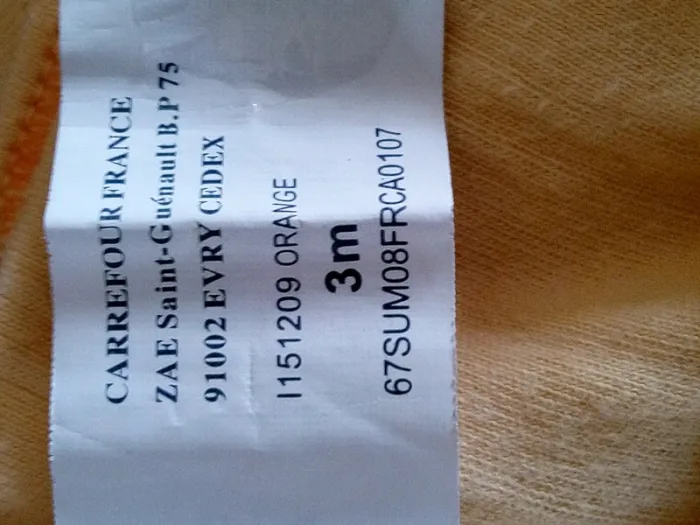 CARREFOUR FRANCE
ZAE Saint-Guénault B.P 75
91002 EVRY CEDEX
I151209 ORANGE
3m
67SUM08FRCA0107